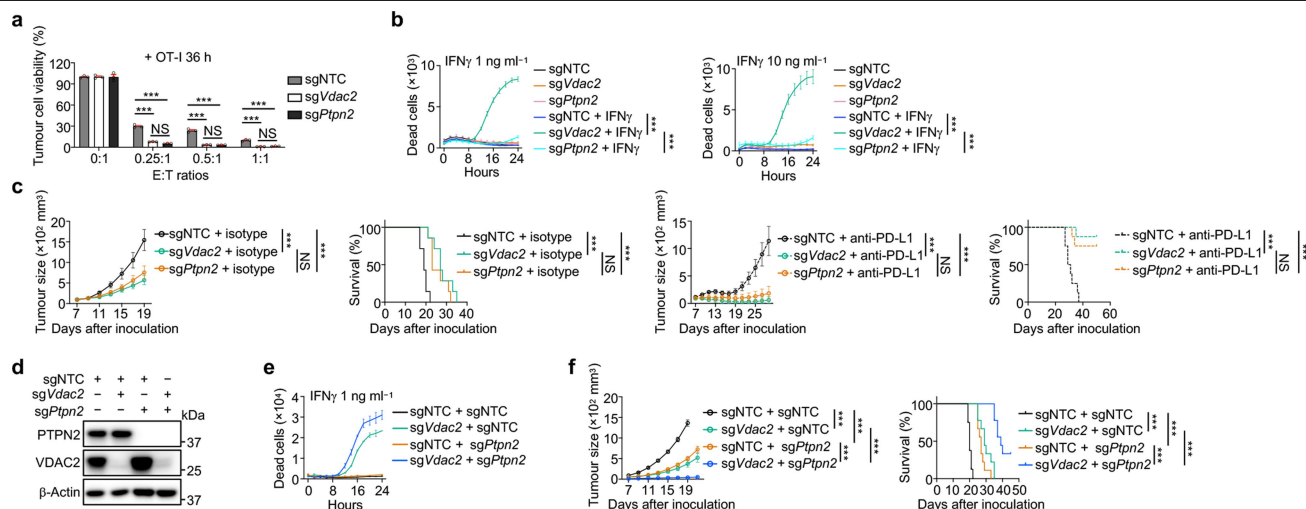 a
Tumour cell viability (%)
+ OT-I 36 h
120
90
60
30
0
***
***
NS
***
***
NS
***
***
NS
0:1
0.25:1
0.5:1
1:1
E:T ratios
sgNTC
sgVdac2
sgPtpn2
b
Dead cells (×10³)
IFNγ 1 ng ml⁻¹
10
5
0
0
8
16
24
Hours
sgNTC
sgVdac2
sgPtpn2
sgNTC + IFNγ
sgVdac2 + IFNγ
sgPtpn2 + IFNγ
***
***
Dead cells (×10³)
IFNγ 10 ng ml⁻¹
10
5
0
0
8
16
24
Hours
sgNTC
sgVdac2
sgPtpn2
sgNTC + IFNγ
sgVdac2 + IFNγ
sgPtpn2 + IFNγ
***
***
c
Tumour size (×10² mm³)
20
15
10
5
0
7
11
15
19
Days after inoculation
sgNTC + isotype
sgVdac2 + isotype
sgPtpn2 + isotype
***
NS
***
Survival (%)
100
50
0
0
10
20
30
40
Days after inoculation
sgNTC + isotype
sgVdac2 + isotype
sgPtpn2 + isotype
***
NS
***
Tumour size (×10² mm³)
15
10
5
0
7
13
19
25
Days after inoculation
sgNTC + anti-PD-L1
sgVdac2 + anti-PD-L1
sgPtpn2 + anti-PD-L1
***
NS
***
Survival (%)
100
50
0
0
20
40
60
Days after inoculation
sgNTC + anti-PD-L1
sgVdac2 + anti-PD-L1
sgPtpn2 + anti-PD-L1
***
NS
***
d
sgNTC + + + −
sgVdac2 − + − +
sgPtpn2 − − + +
kDa
PTPN2
37
VDAC2
25
β-Actin
37
e
Dead cells (×10⁴)
IFNγ 1 ng ml⁻¹
4
3
2
1
0
0
8
16
24
Hours
sgNTC + sgNTC
sgVdac2 + sgNTC
sgNTC + sgPtpn2
sgVdac2 + sgPtpn2
f
Tumour size (×10² mm³)
20
15
10
5
0
7
11
15
19
Days after inoculation
sgNTC + sgNTC
sgVdac2 + sgNTC
sgNTC + sgPtpn2
sgVdac2 + sgPtpn2
***
***
***
***
Survival (%)
100
50
0
0
10
20
30
40
50
Days after inoculation
sgNTC + sgNTC
sgVdac2 + sgNTC
sgNTC + sgPtpn2
sgVdac2 + sgPtpn2
***
***
***
***